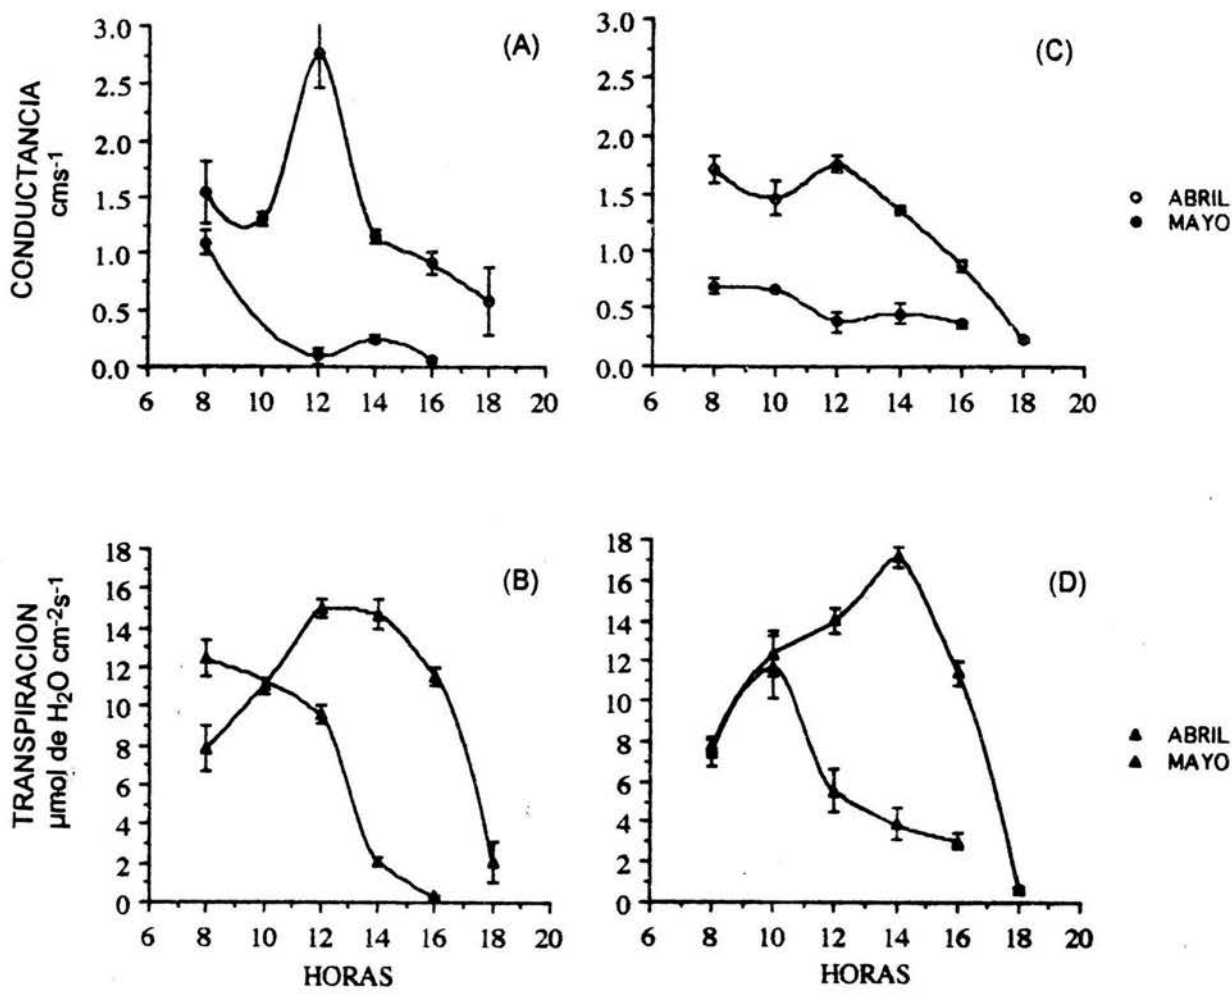 (A)
CONDUCTANCIA
cms-1
3.0
2.5
2.0
1.5
1.0
0.5
0.0
6 8 10 12 14 16 18 20
(C)
3.0
2.5
2.0
1.5
1.0
0.5
0.0
6 8 10 12 14 16 18 20
ABRIL
MAYO
(B)
TRANSPIRACION
µmol de H2O cm-2s-1
18
16
14
12
10
8
6
4
2
0
6 8 10 12 14 16 18 20
HORAS
(D)
18
16
14
12
10
8
6
4
2
0
6 8 10 12 14 16 18 20
HORAS
ABRIL
MAYO